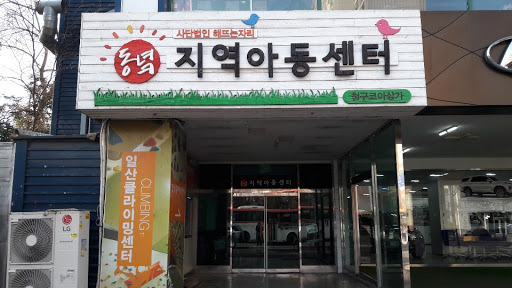 사단법인 해뜨는자리
동녘 지역아동센터
청구코아상가
일산클라이밍센터
CLIMBING
지역아동센터
LG